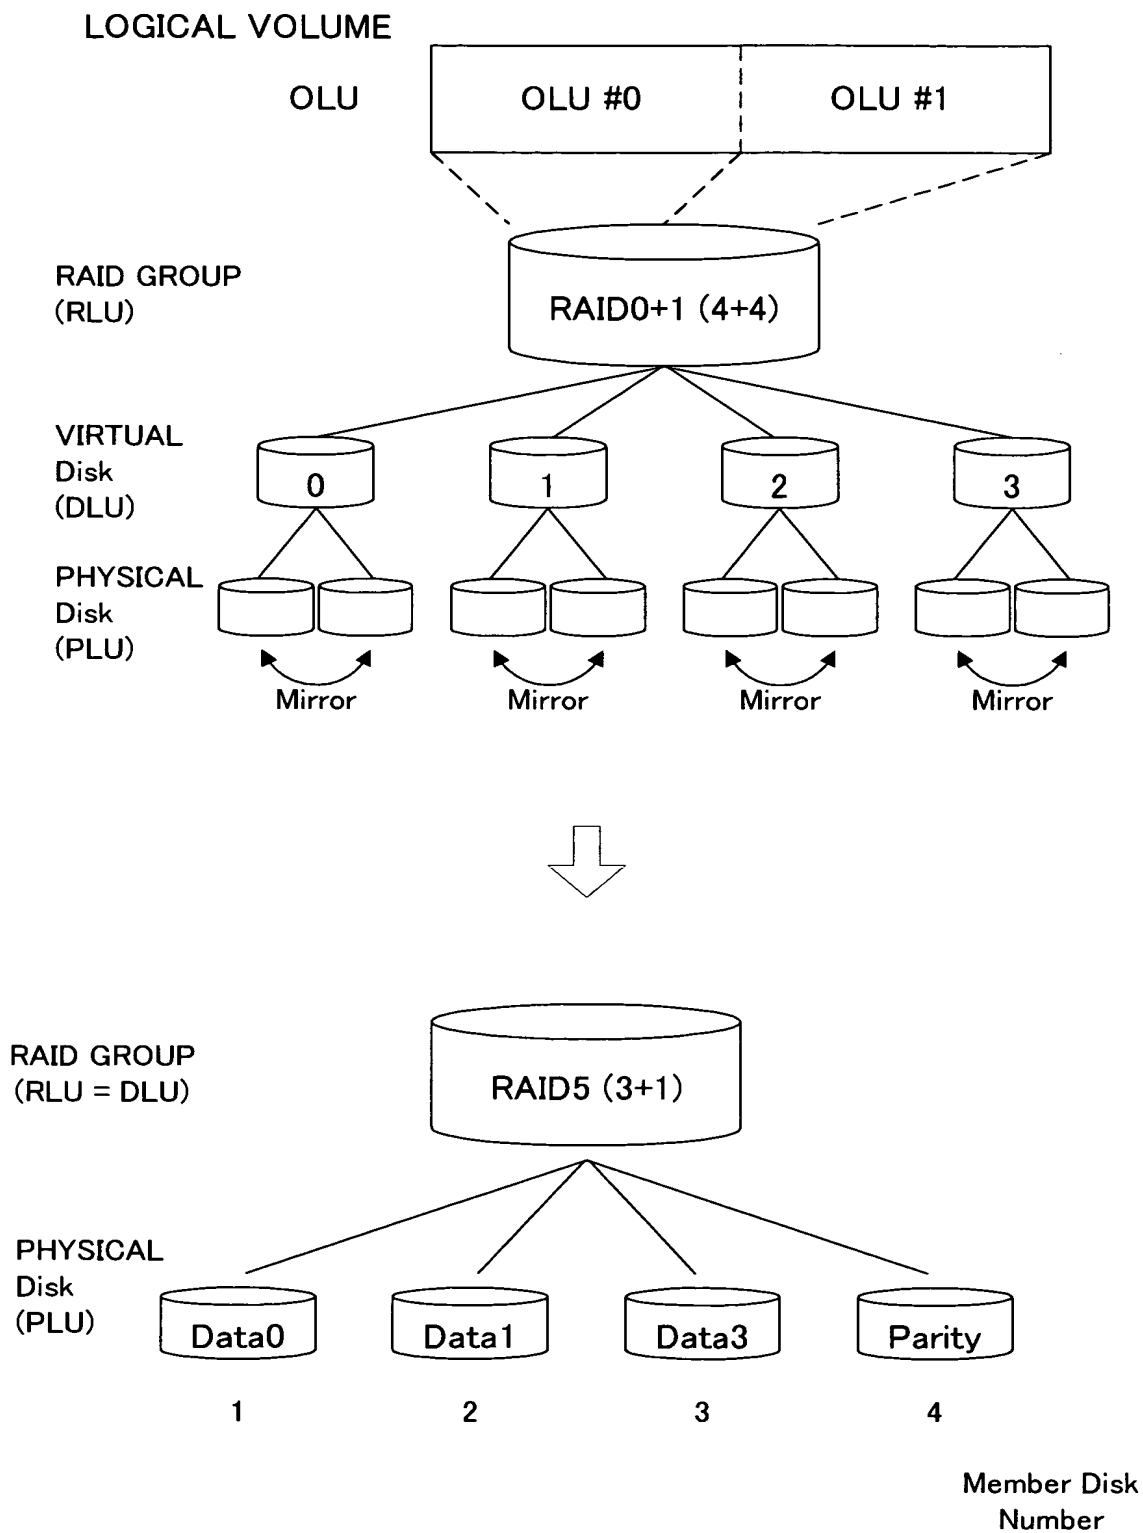 LOGICAL VOLUME
OLU
OLU #0
OLU #1
RAID GROUP
(RLU)
RAID0+1 (4+4)
VIRTUAL
Disk
(DLU)
0
1
2
3
PHYSICAL
Disk
(PLU)
Mirror
Mirror
Mirror
Mirror
RAID GROUP
(RLU = DLU)
RAID5 (3+1)
PHYSICAL
Disk
(PLU)
Data0
Data1
Data3
Parity
1
2
3
4
Member Disk
Number